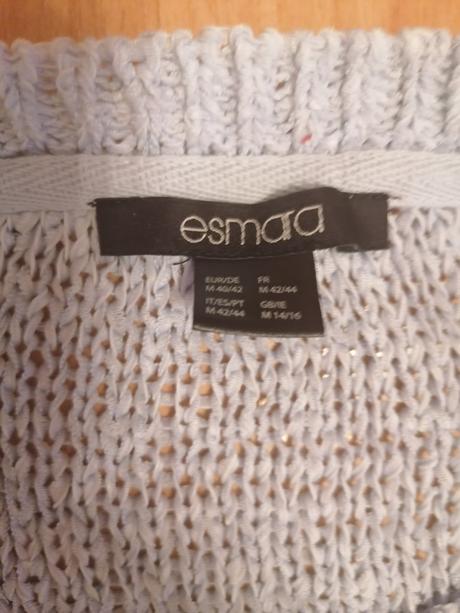 esmara
EUR/DE FR
M 40/42 M 42/44
IT/ES/PT GB/IE
M 42/44 M 14/16